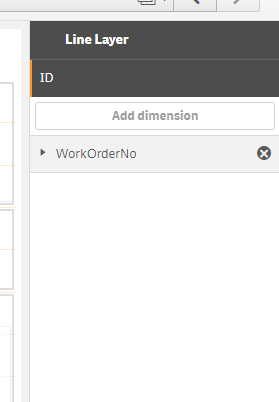 Line Layer
ID
Add dimension
WorkOrderNo